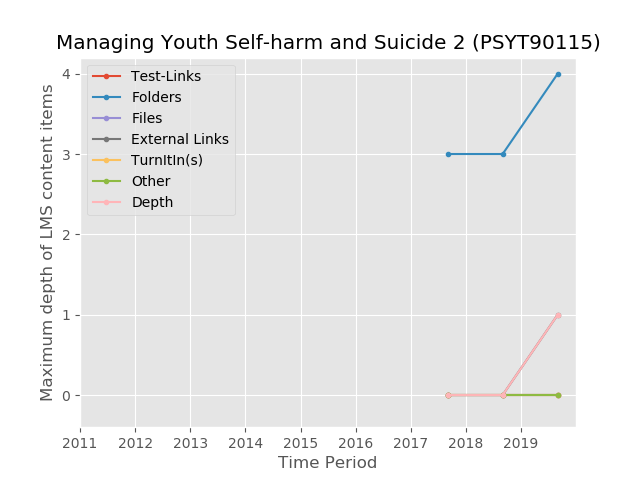 Managing Youth Self-harm and Suicide 2 (PSYT90115)
Maximum depth of LMS content items
4
3
2
1
0
Test-Links
Folders
Files
External Links
TurnItIn(s)
Other
Depth
2011 2012 2013 2014 2015 2016 2017 2018 2019
Time Period